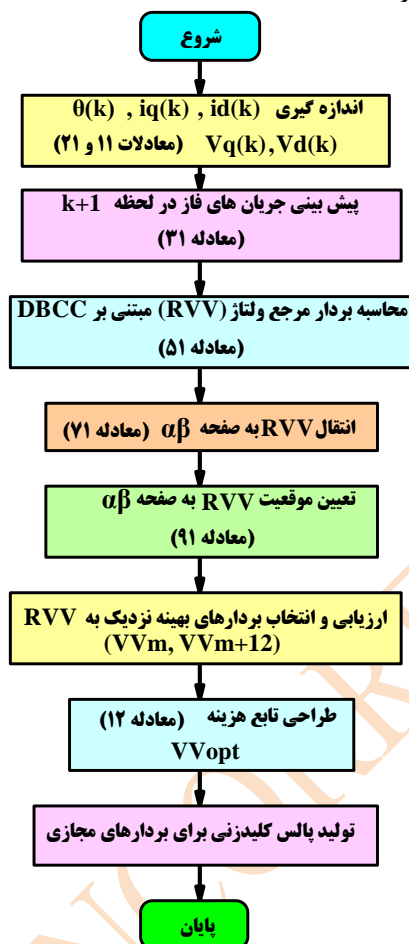 شروع
اندازه گیری θ(k) , iq(k) , id(k)
Vq(k),Vd(k) (معادلات ۱۱ و ۲۱)
پیش بینی جریان های فاز در لحظه k+1
(معادله ۳۱)
محاسبه بردار مرجع ولتاژ (RVV) مبتنی بر DBCC
(معادله ۵۱)
انتقال RVV به صفحه αβ (معادله ۷۱)
تعیین موقعیت RVV به صفحه αβ
(معادله ۹۱)
ارزیابی و انتخاب بردارهای بهینه نزدیک به RVV
(VVm, VVm+12)
طراحی تابع هزینه (معادله ۱۲)
VVopt
تولید پالس کلیدزنی برای بردارهای مجازی
پایان